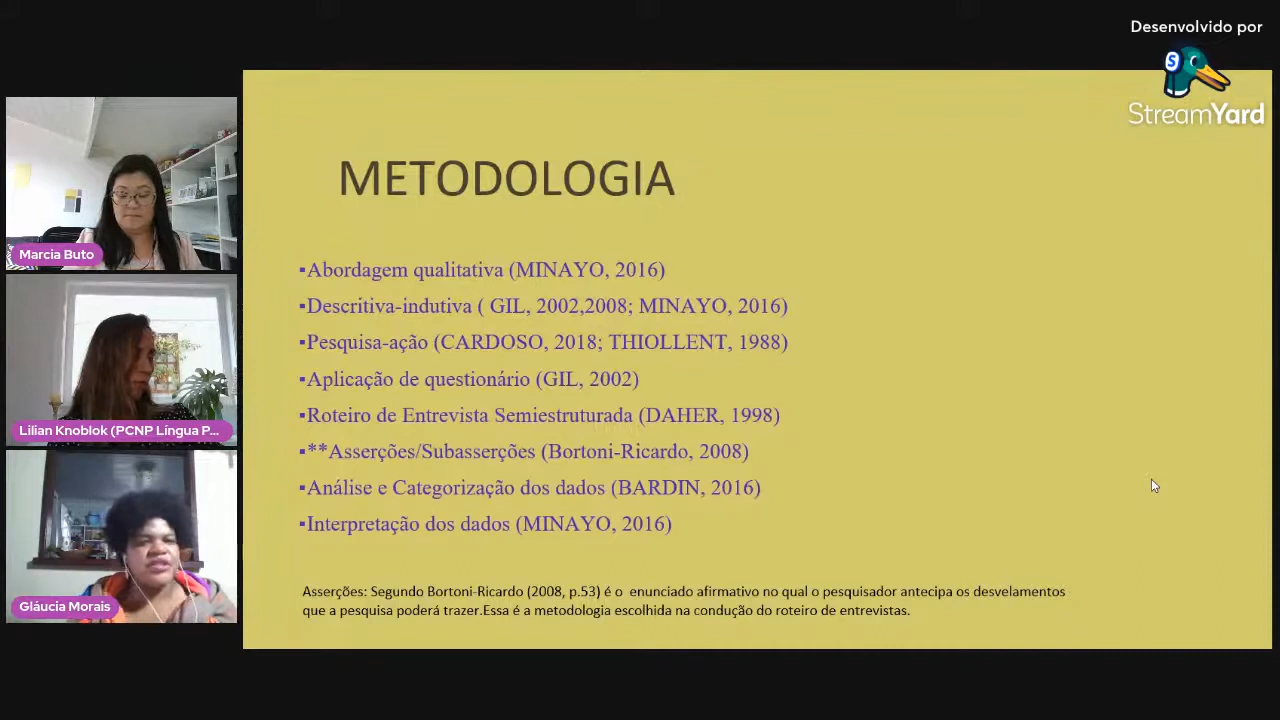 Desenvolvido por
StreamYard
Marcia Buto
Lilian Knoblok (PCNP Língua P...
Gláucia Morais
METODOLOGIA
▪Abordagem qualitativa (MINAYO, 2016)
▪Descritiva-indutiva ( GIL, 2002,2008; MINAYO, 2016)
▪Pesquisa-ação (CARDOSO, 2018; THIOLLENT, 1988)
▪Aplicação de questionário (GIL, 2002)
▪Roteiro de Entrevista Semiestruturada (DAHER, 1998)
▪**Asserções/Subasserções (Bortoni-Ricardo, 2008)
▪Análise e Categorização dos dados (BARDIN, 2016)
▪Interpretação dos dados (MINAYO, 2016)
Asserções: Segundo Bortoni-Ricardo (2008, p.53) é o  enunciado afirmativo no qual o pesquisador antecipa os desvelamentos
que a pesquisa poderá trazer.Essa é a metodologia escolhida na condução do roteiro de entrevistas.